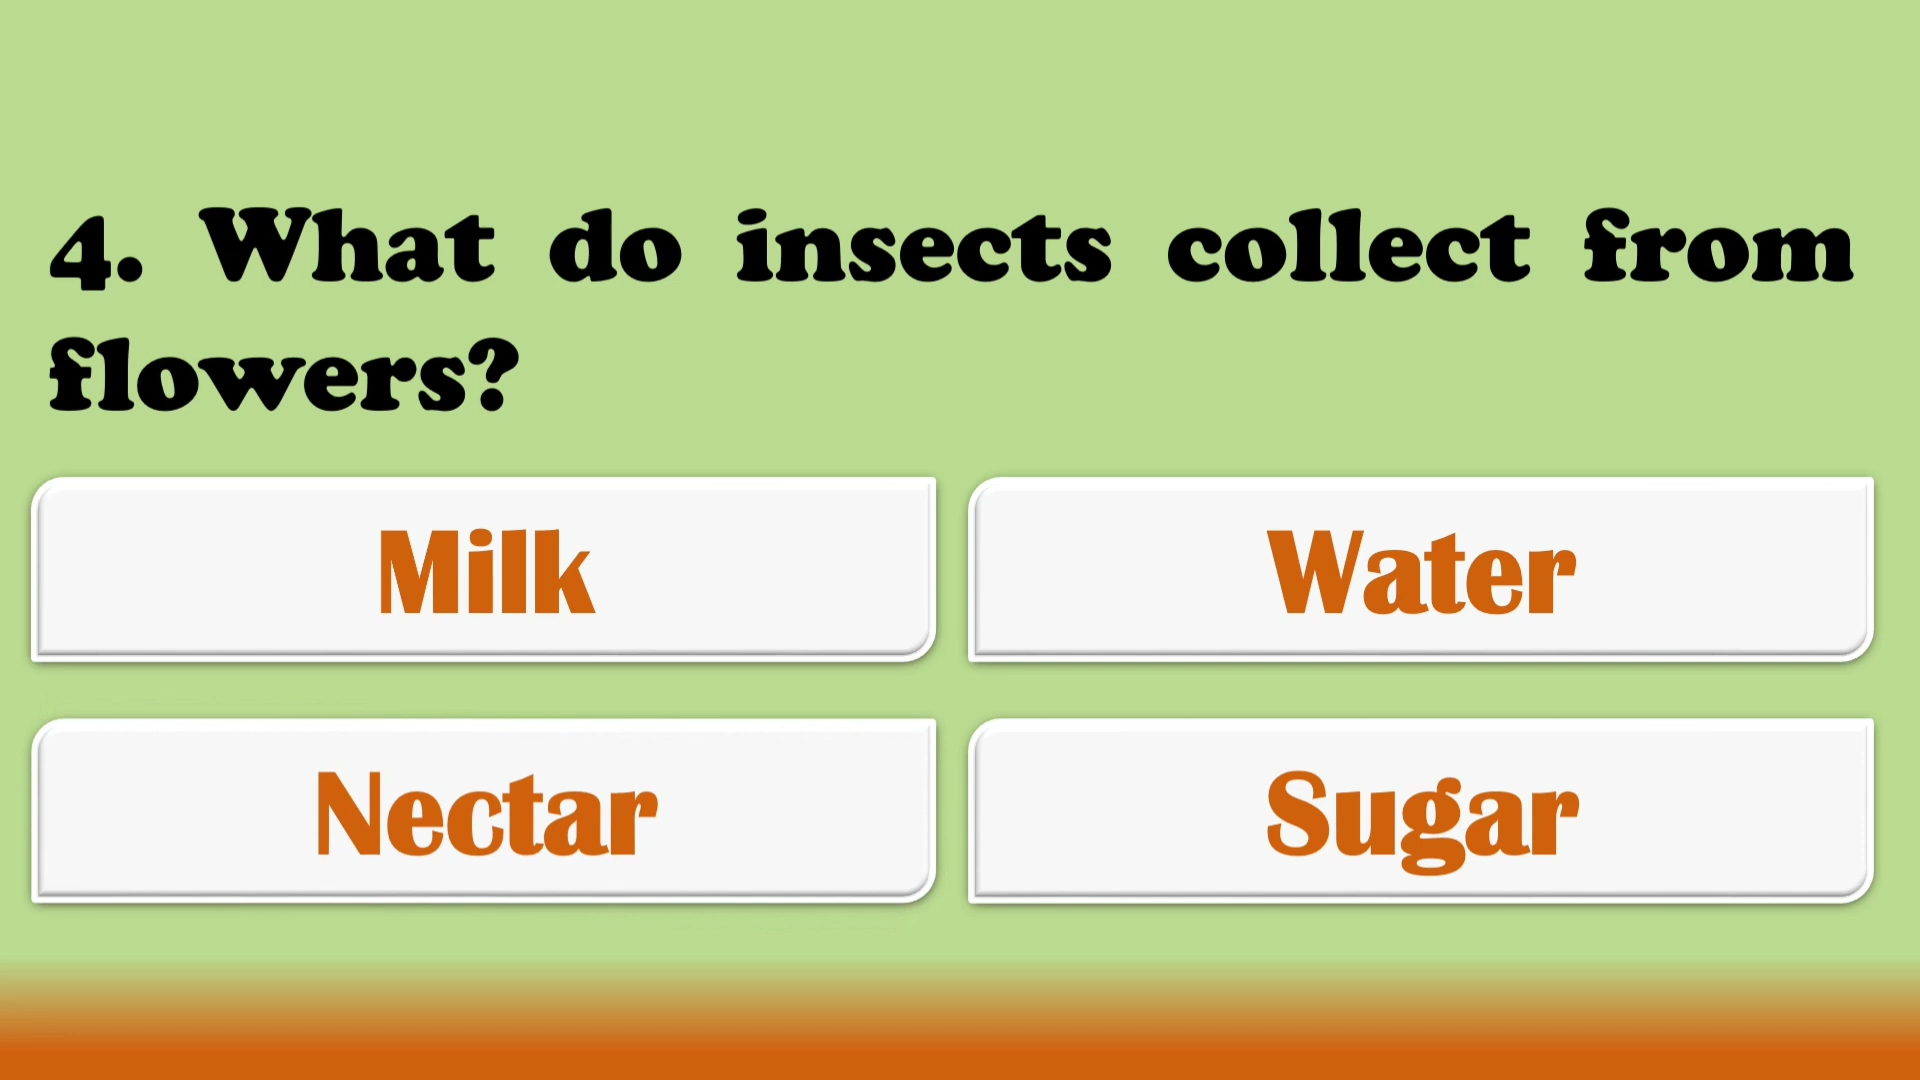 4. What do insects collect from
flowers?
Milk
Water
Nectar
Sugar